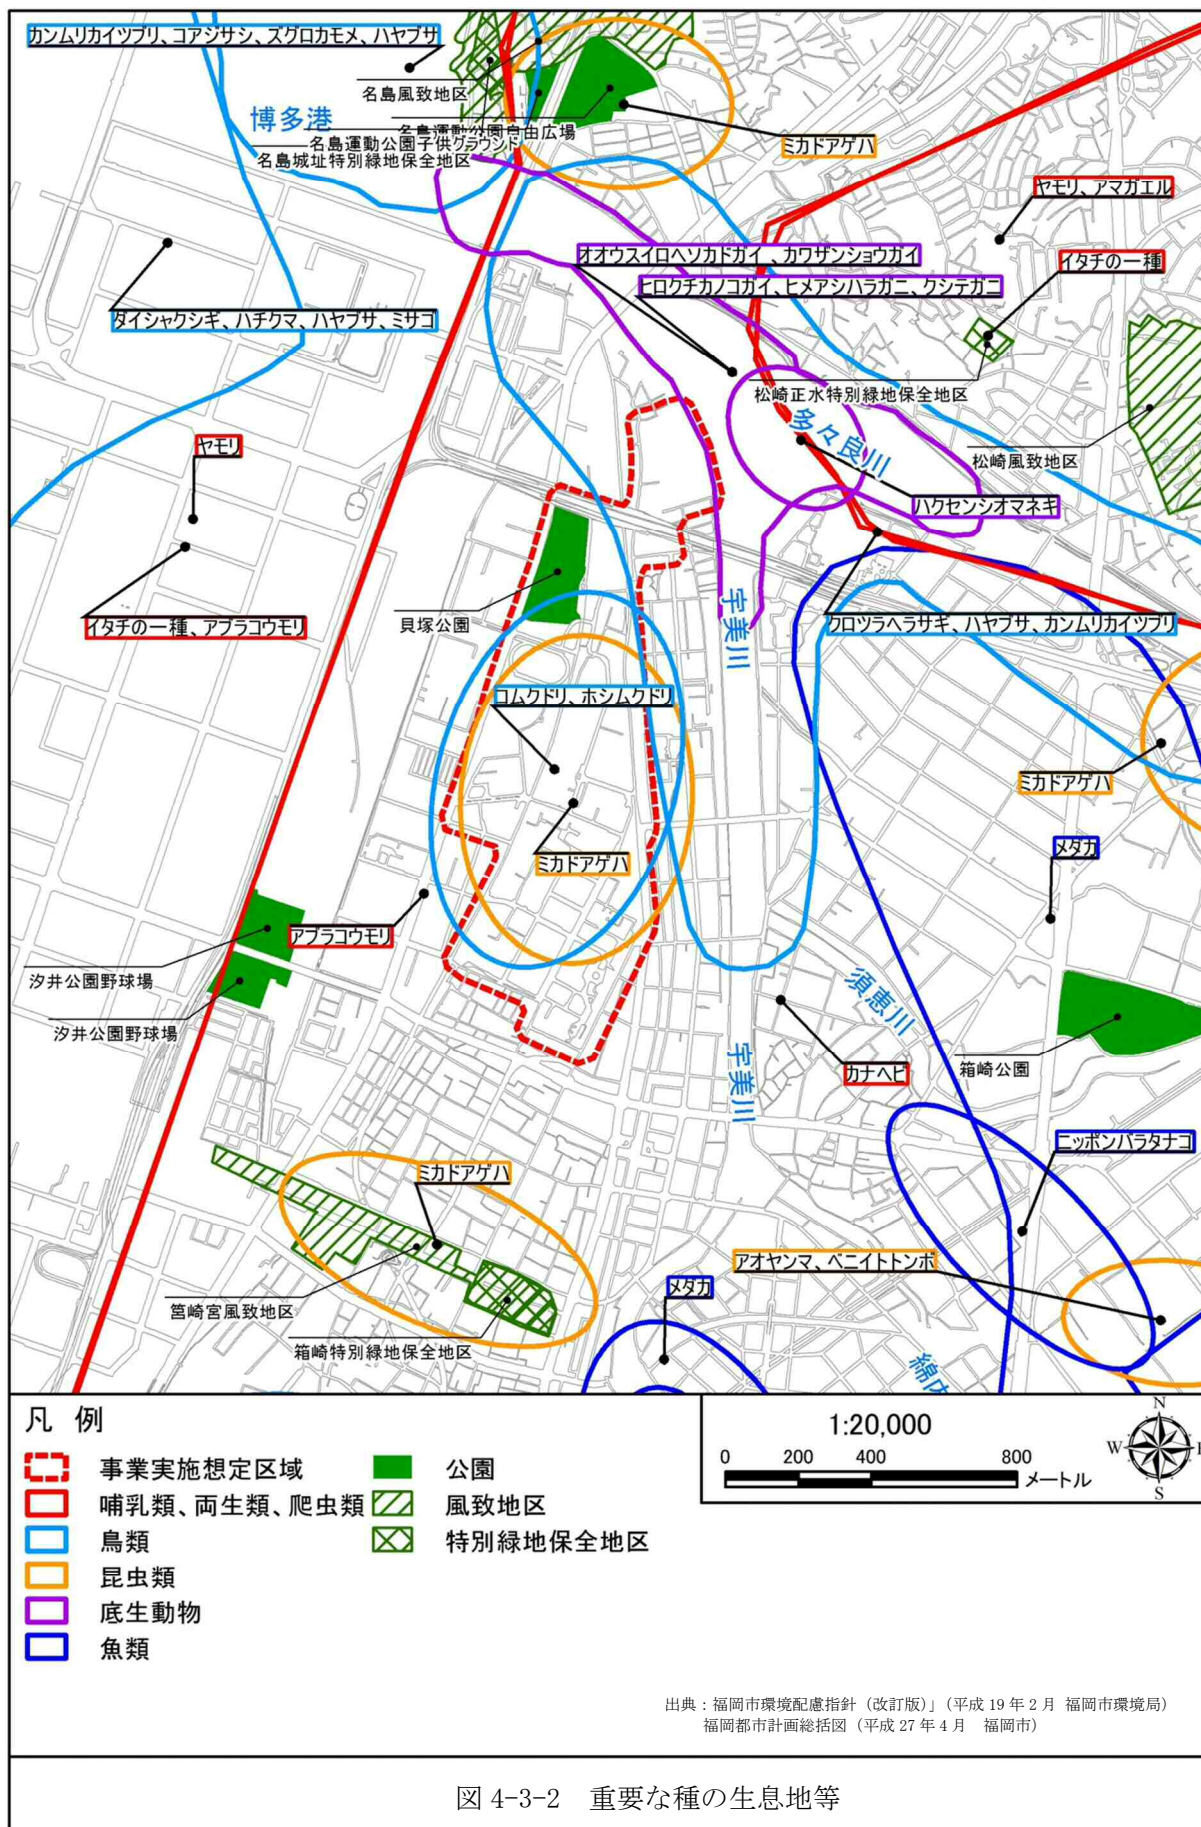 カンムリカイツブリ、コアジサシ、ズグロカモメ、ハヤブサ
名島風致地区
博多港
名島運動公園自由広場
名島運動公園子供グラウンド
名島城址特別緑地保全地区
ミカドアゲハ
ヤモリ、アマガエル
オオウスイロヘソカドガイ 、カワザンショウガイ
イタチの一種
ヒロクチカノコガイ、ヒメアシハラガニ、クシテガニ
ダイシャクシギ、ハチクマ、ハヤブサ、ミサゴ
松崎正水特別緑地保全地区
多々良川
ヤモリ
松崎風致地区
ハクセンシオマネキ
イタチの一種、アブラコウモリ
貝塚公園
宇美川
クロツラヘラサギ、ハヤブサ、カンムリカイツブリ
コムクドリ、ホシムクドリ
ミカドアゲハ
ミカドアゲハ
メダカ
アブラコウモリ
汐井公園野球場
汐井公園野球場
須恵川
宇美川
カナヘビ
箱崎公園
ニッポンバラタナゴ
ミカドアゲハ
アオヤンマ、ベニイトトンボ
メダカ
筥崎宮風致地区
箱崎特別緑地保全地区
綿内
凡 例
事業実施想定区域
哺乳類、両生類、爬虫類
鳥類
昆虫類
底生動物
魚類
公園
風致地区
特別緑地保全地区
1:20,000
0 200 400 800
メートル
N
W
S
出典：福岡市環境配慮指針（改訂版）」（平成 19 年 2 月 福岡市環境局）
福岡都市計画総括図（平成 27 年 4 月 福岡市）
図 4-3-2 重要な種の生息地等